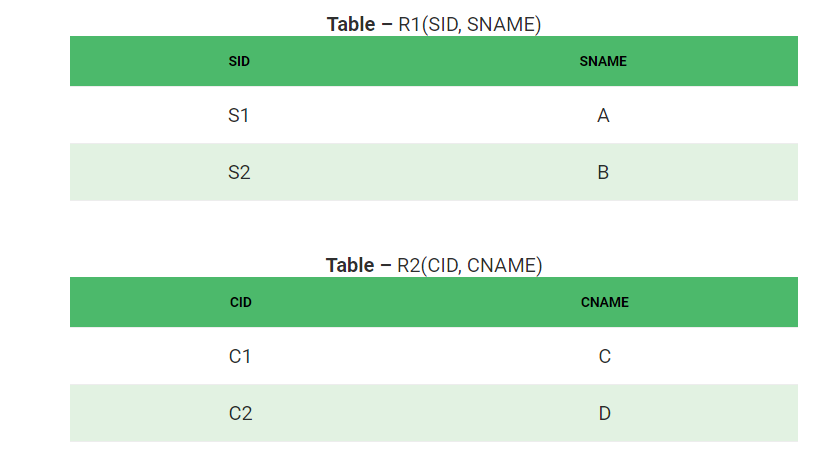 Table – R1(SID, SNAME)
SID SNAME
S1 A
S2 B
Table – R2(CID, CNAME)
CID CNAME
C1 C
C2 D